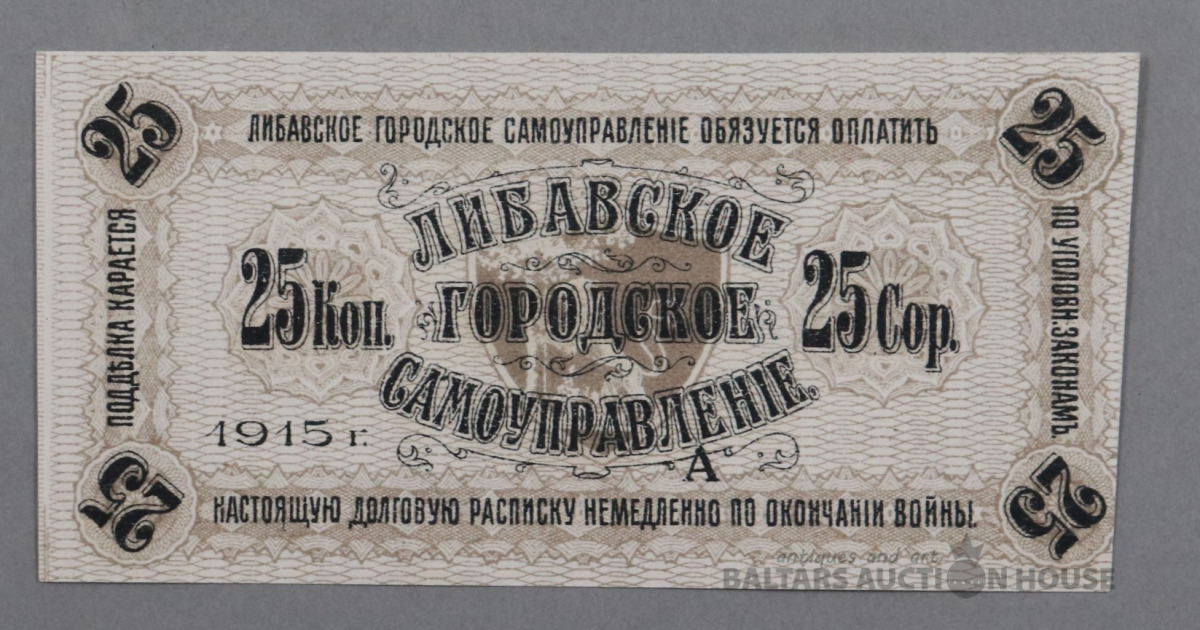 25
25
ЛИБАВСКОЕ ГОРОДСКОЕ САМОУПРАВЛЕНІЕ ОБЯЗУЕТСЯ ОПЛАТИТЬ
ПОДДѢЛКА КАРАЕТСЯ
ЛИБАВСКОЕ
ГОРОДСКОЕ
САМОУПРАВЛЕНІЕ.
25 Коп.
25 Сор.
ПО УГОЛОВН. ЗАКОНАМЪ.
1915 г.
А
НАСТОЯЩУЮ ДОЛГОВУЮ РАСПИСКУ НЕМЕДЛЕННО ПО ОКОНЧАНІИ ВОЙНЫ.
25
25
antiques and art
BALTARS AUCTION HOUSE